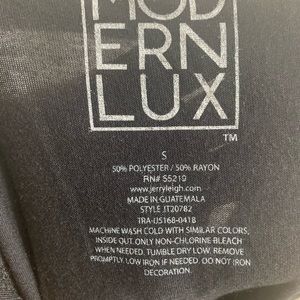 MOD
ERN
LUX
TM
S
50% POLYESTER / 50% RAYON
RN# 55219
www.jerryleigh.com
MADE IN GUATEMALA
STYLE JT20782
TRA-US168-0418
MACHINE WASH COLD WITH SIMILAR COLORS,
INSIDE OUT. ONLY NON-CHLORINE BLEACH
WHEN NEEDED. TUMBLE DRY LOW. REMOVE
PROMPTLY. LOW IRON IF NEEDED. DO NOT IRON
DECORATION.